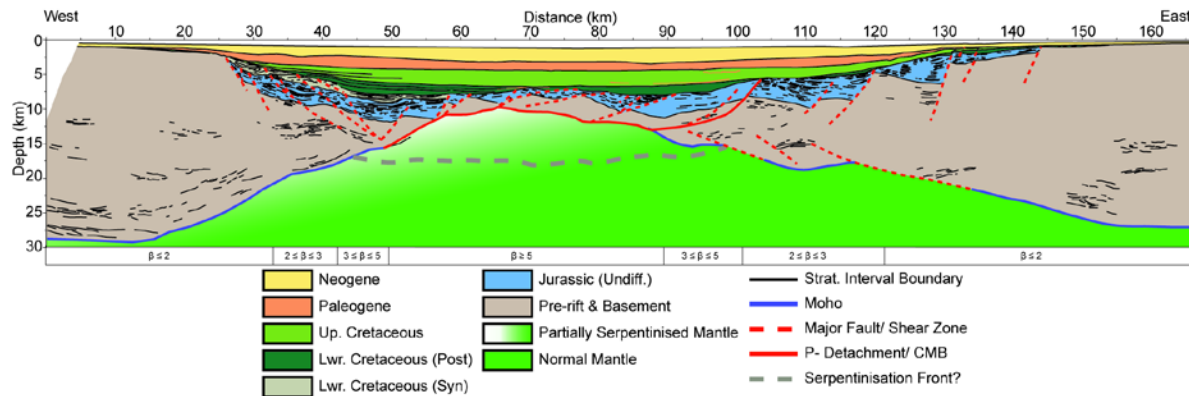 West Distance (km) East
0 10 20 30 40 50 60 70 80 90 100 110 120 130 140 150 160
Depth (km)
0
5
10
15
20
25
30
β ≤ 2 2 ≤ β ≤ 3 3 ≤ β ≤ 5 β ≥ 5 3 ≤ β ≤ 5 2 ≤ β ≤ 3 β ≤ 2
Neogene
Paleogene
Up. Cretaceous
Lwr. Cretaceous (Post)
Lwr. Cretaceous (Syn)
Jurassic (Undiff.)
Pre-rift & Basement
Partially Serpentinised Mantle
Normal Mantle
Strat. Interval Boundary
Moho
Major Fault/ Shear Zone
P- Detachment/ CMB
Serpentinisation Front?